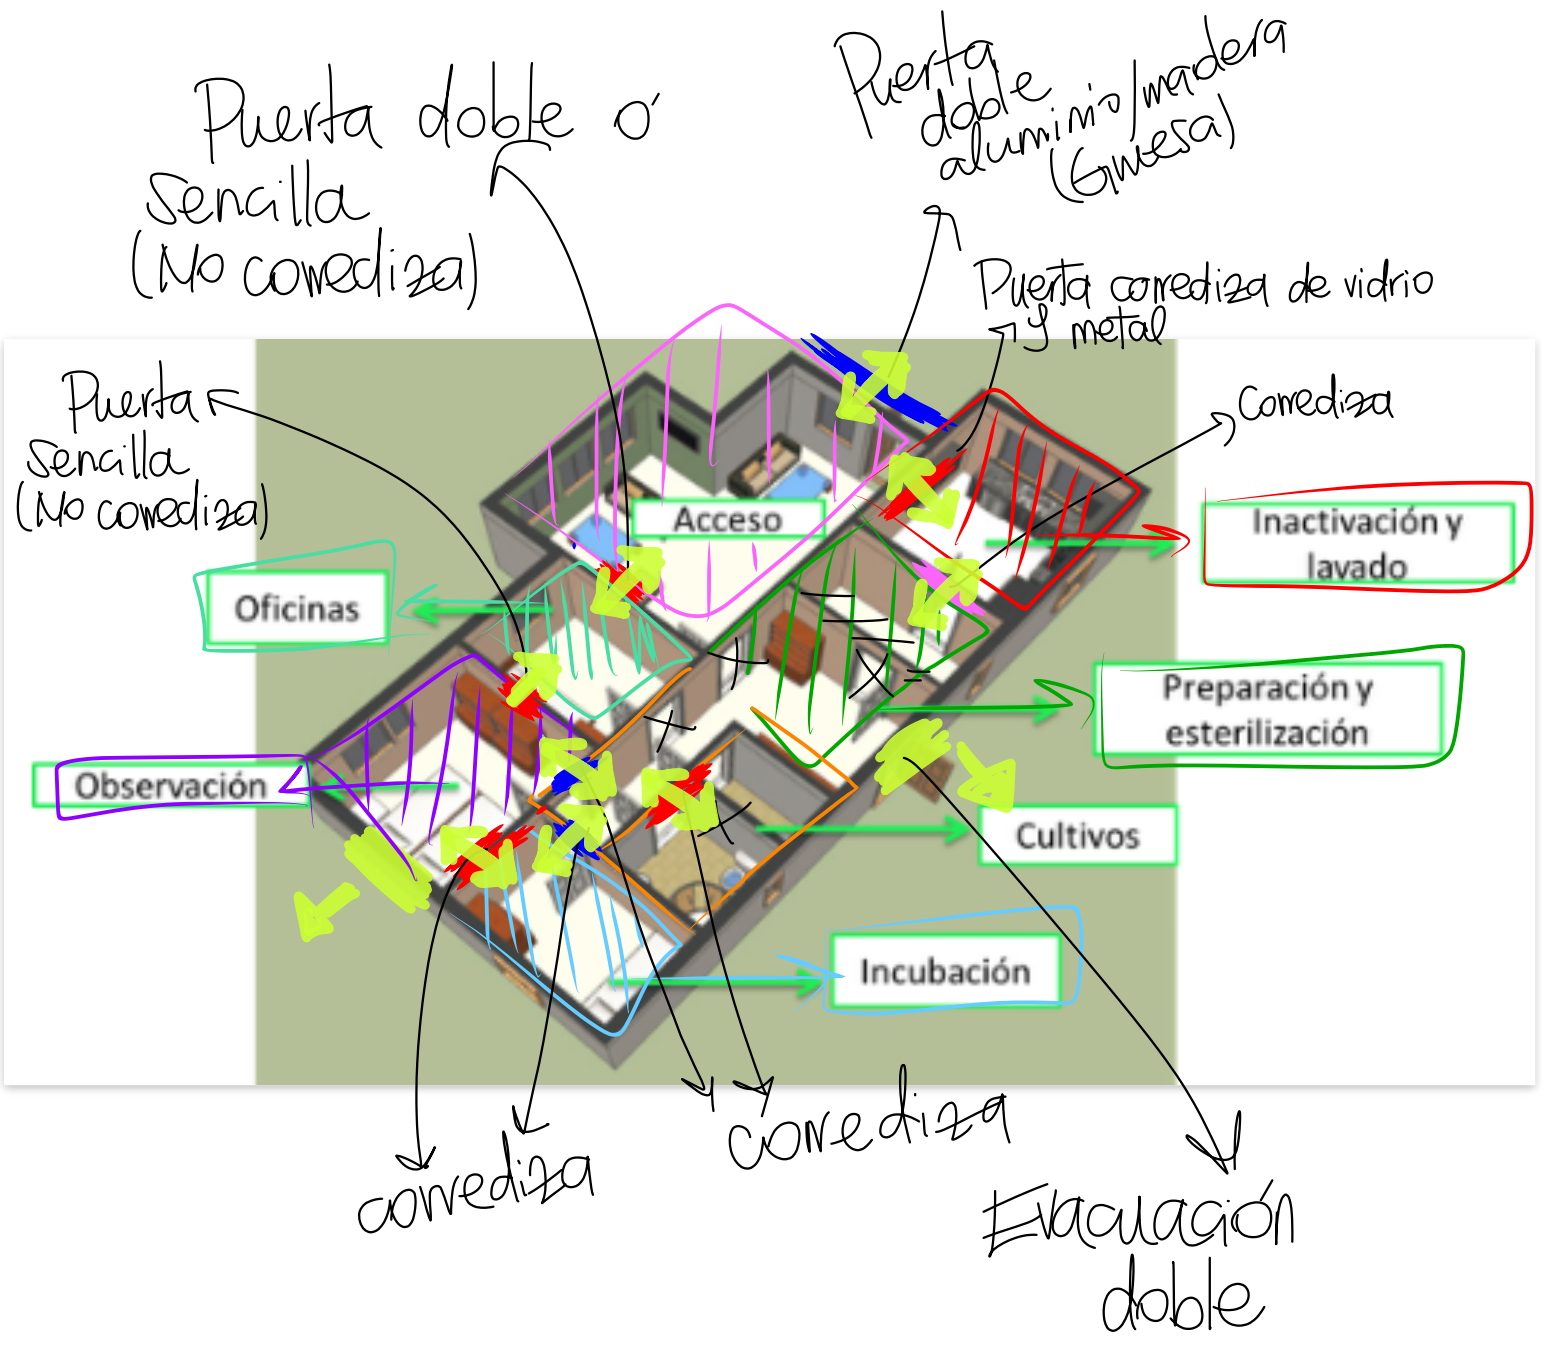 Puerta doble ó
sencilla
(No corrediza)
Puerta
doble
aluminio/madera
(Gruesa)
Puerta corrediza de vidrio
y metal
Corrediza
Puerta
sencilla
(No corrediza)
Acceso
Inactivación y
lavado
Oficinas
Preparación y
esterilización
Observación
Cultivos
Incubación
corrediza
corrediza
Evacuación
doble